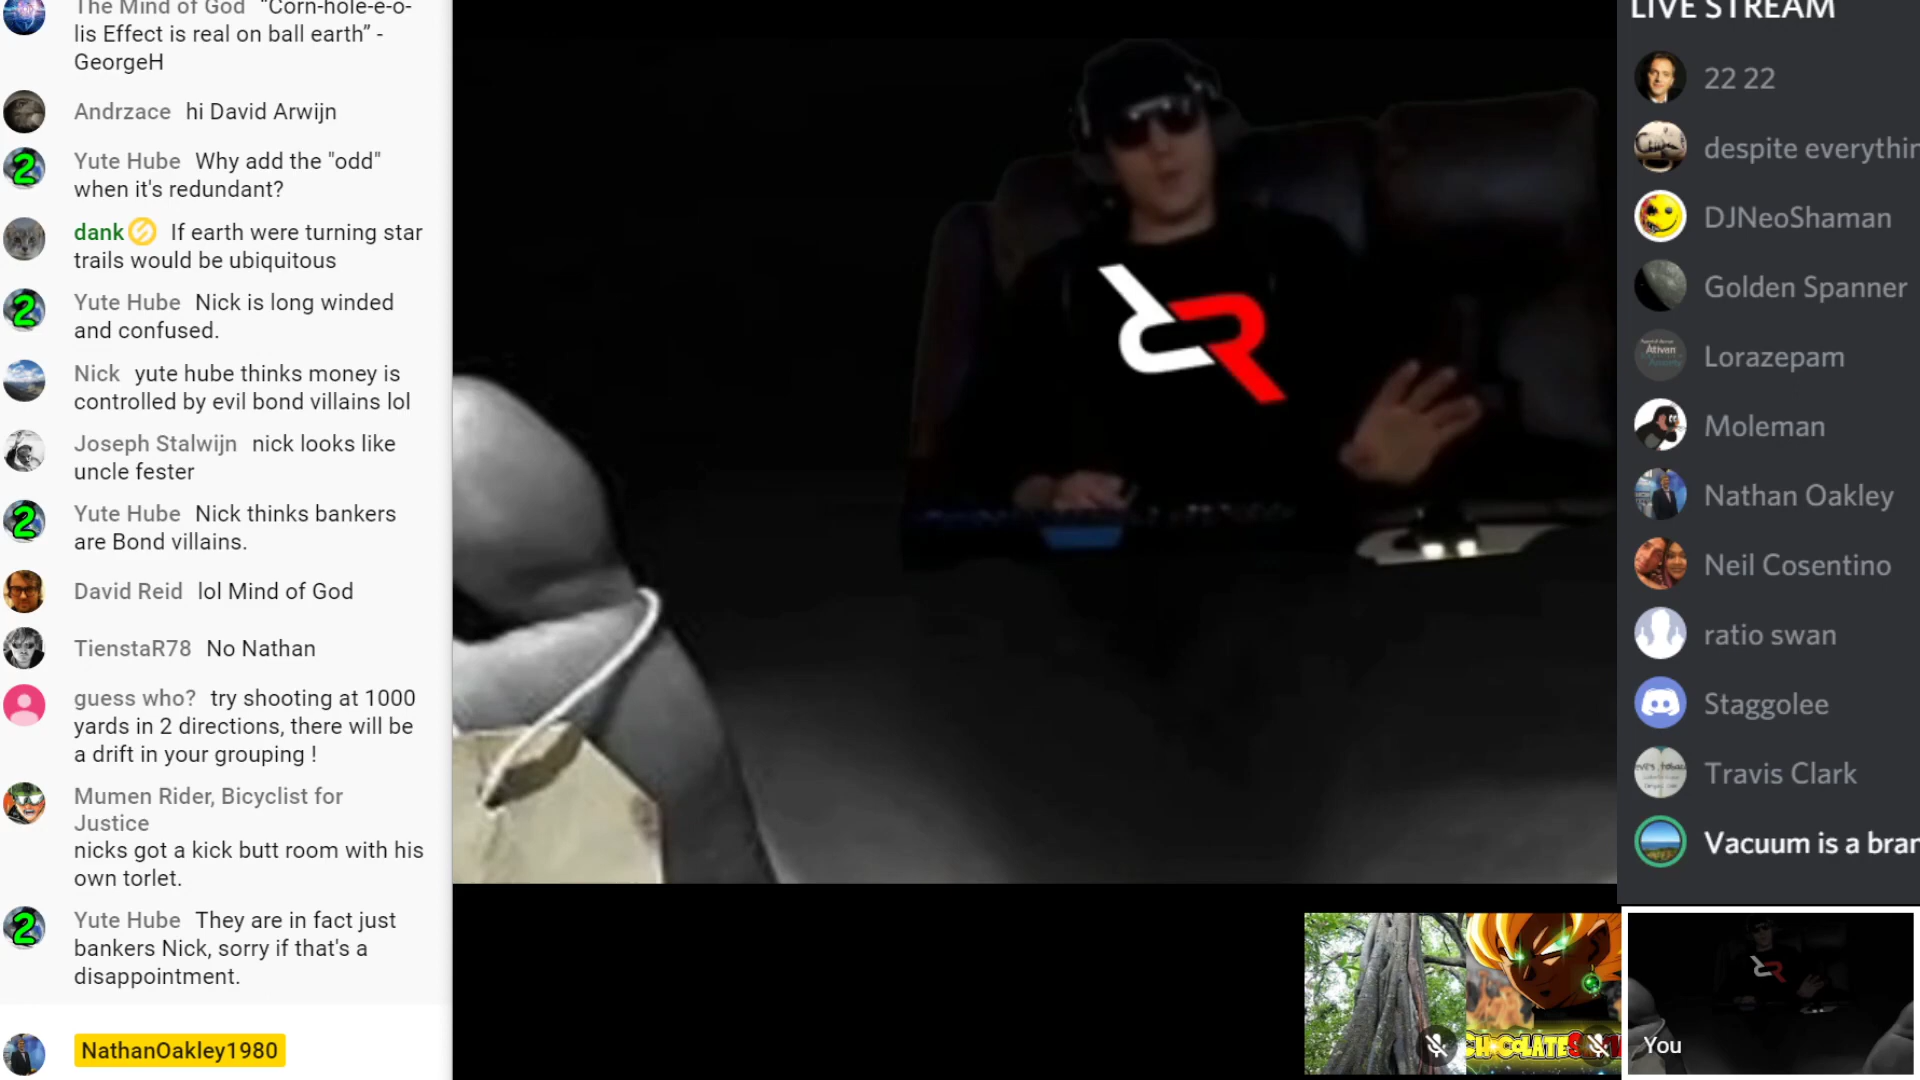 The Mind of God "Corn-hole-e-o-
lis Effect is real on ball earth" -
GeorgeH
Andrzace hi David Arwijn
Yute Hube Why add the "odd"
when it's redundant?
dank If earth were turning star
trails would be ubiquitous
Yute Hube Nick is long winded
and confused.
Nick yute hube thinks money is
controlled by evil bond villains lol
Joseph Stalwijn nick looks like
uncle fester
Yute Hube Nick thinks bankers
are Bond villains.
David Reid lol Mind of God
TienstaR78 No Nathan
guess who? try shooting at 1000
yards in 2 directions, there will be
a drift in your grouping !
Mumen Rider, Bicyclist for
Justice
nicks got a kick butt room with his
own torlet.
Yute Hube They are in fact just
bankers Nick, sorry if that's a
disappointment.
NathanOakley1980
LIVE STREAM
22 22
despite everythin
DJNeoShaman
Golden Spanner
Ativan
Lorazepam
Moleman
Nathan Oakley
Neil Cosentino
ratio swan
Staggolee
Travis Clark
Vacuum is a bran
CHOCOLATE
You